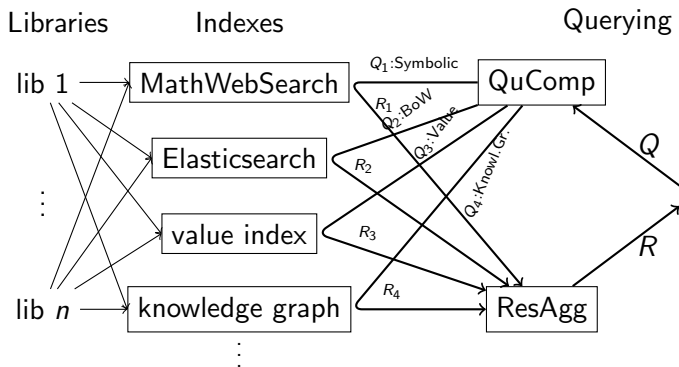 Libraries
Indexes
Querying
lib 1
MathWebSearch
Q₁:Symbolic
QuComp
R₁
Q₂:BoW
Q₃:Value
Elasticsearch
R₂
Q
Q₄:Knowl.Gr.
⋮
value index
R₃
R
lib n
knowledge graph
R₄
ResAgg
⋮